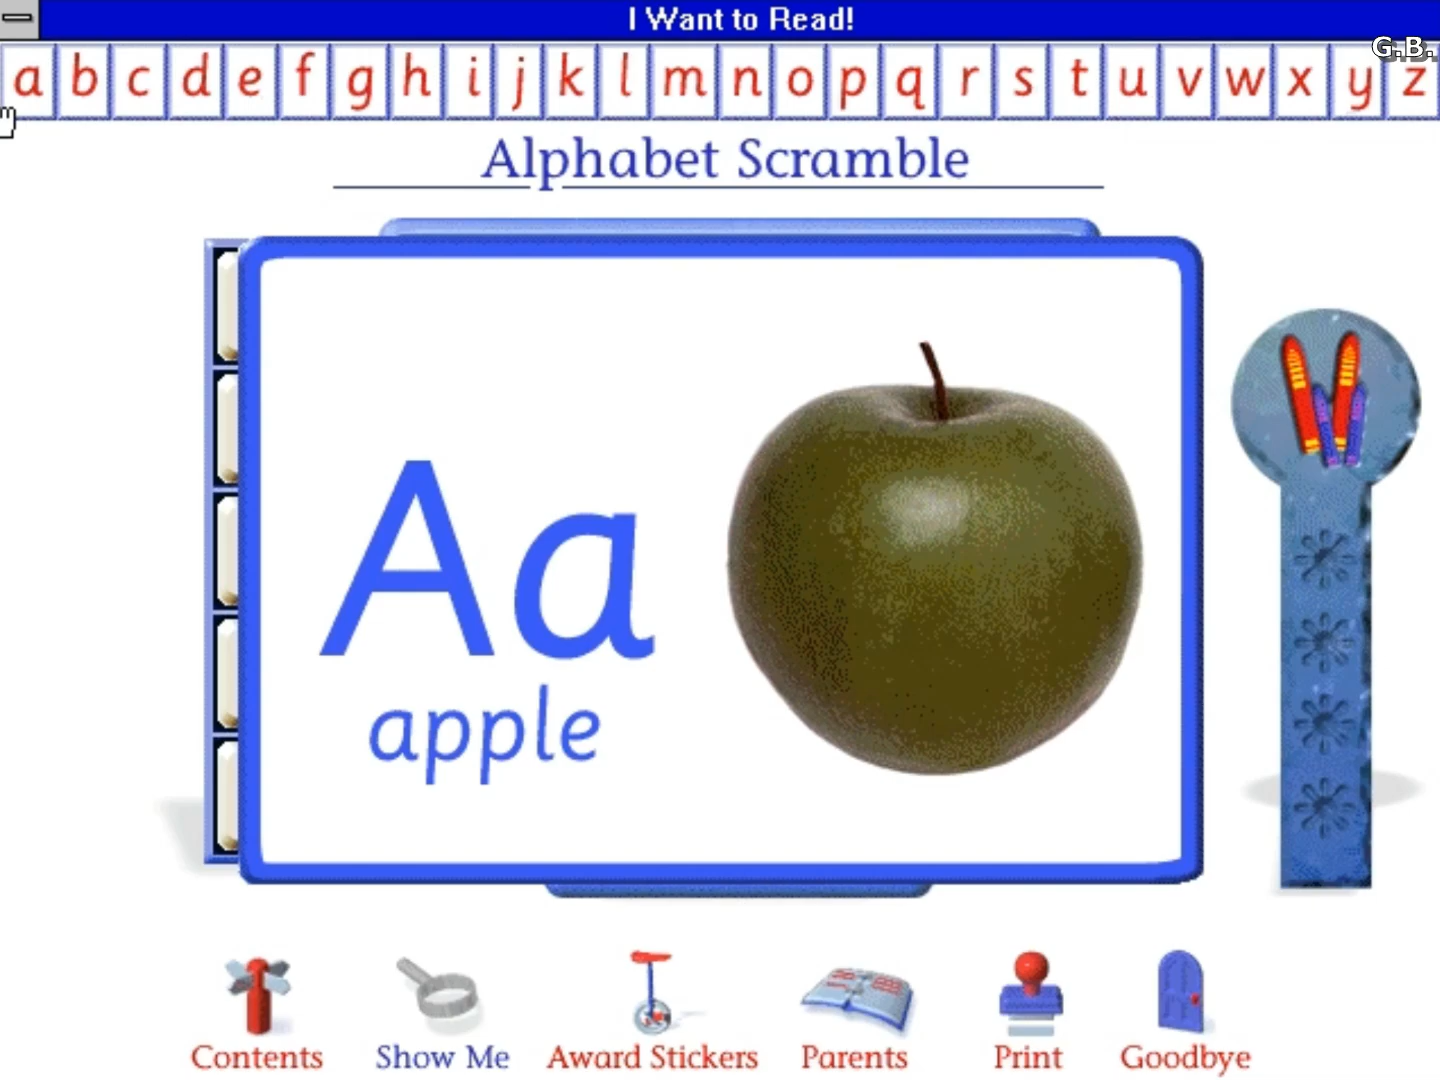 I Want to Read!
G.B.
a b c d e f g h i j k l m n o p q r s t u v w x y z
Alphabet Scramble
Aa
apple
Contents Show Me Award Stickers Parents Print Goodbye